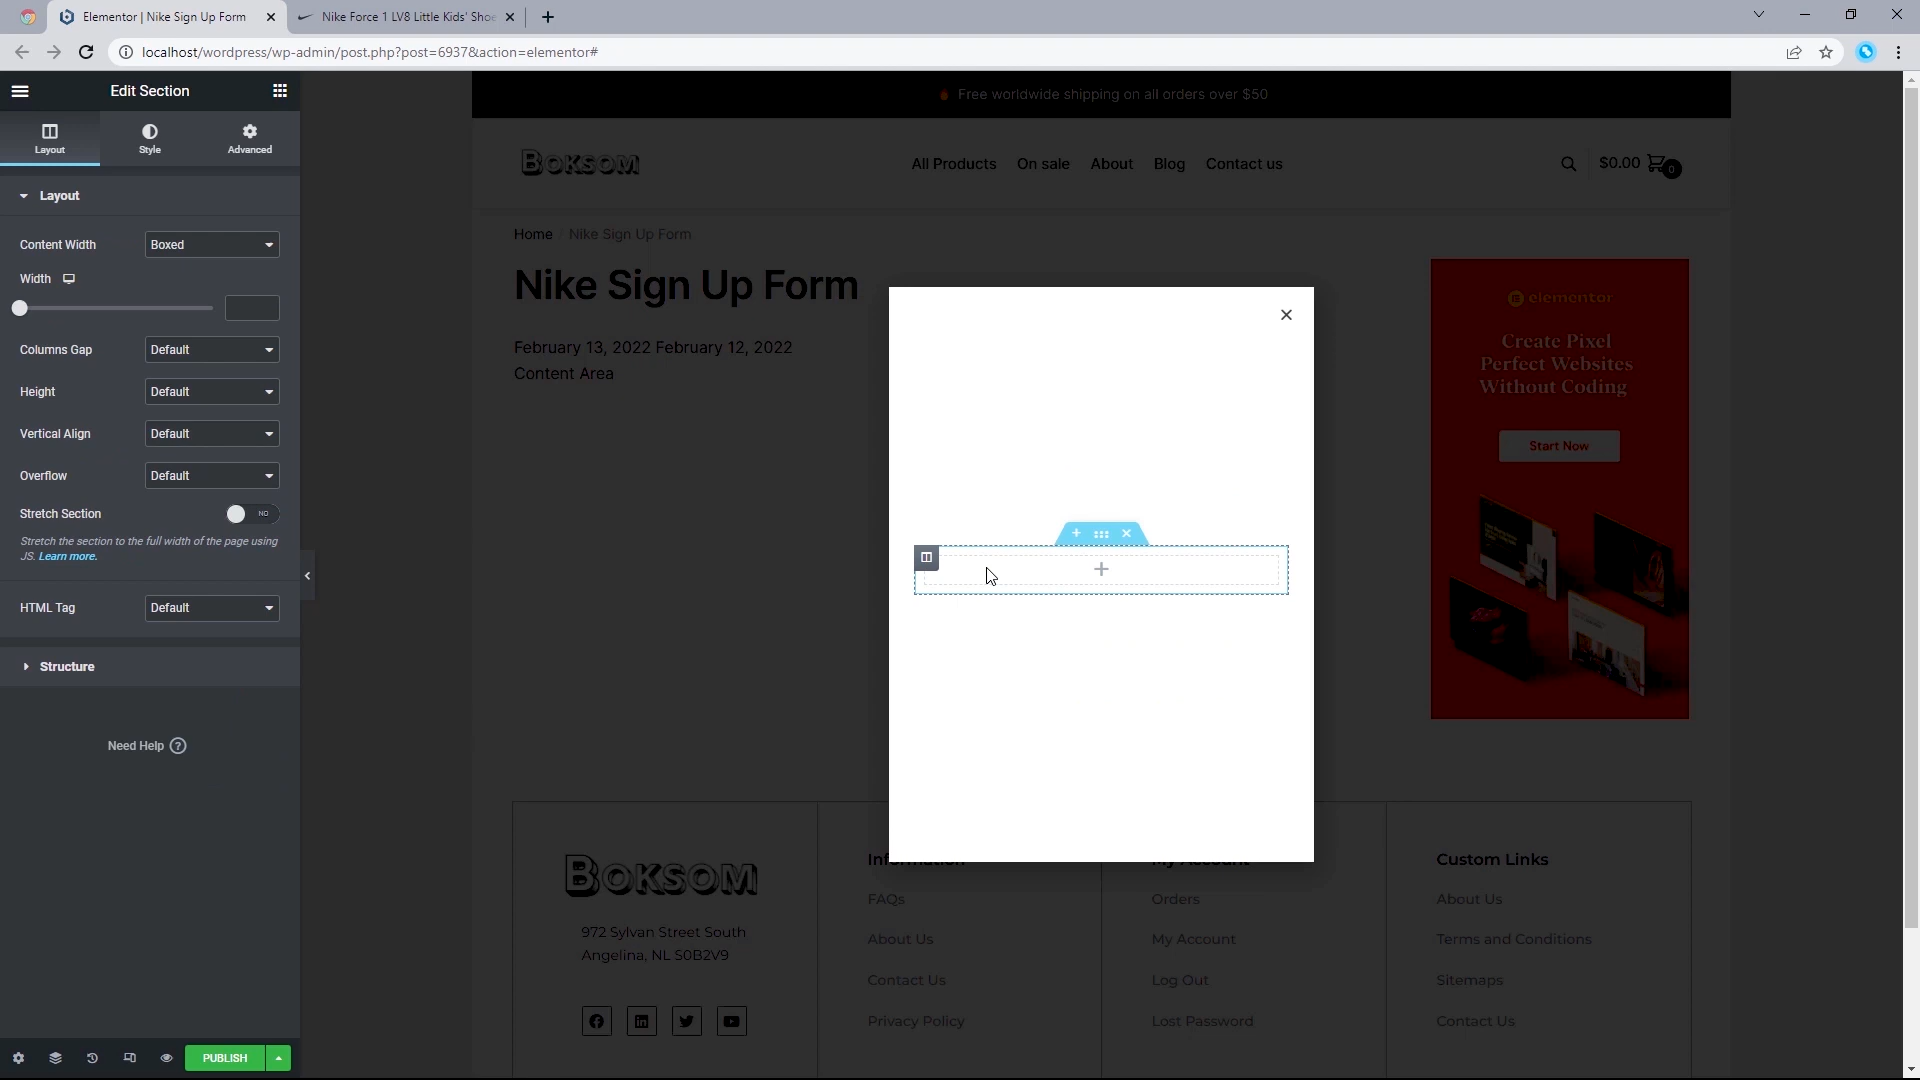 Elementor | Nike Sign Up Form
Nike Force 1 LV8 Little Kids' Shoe
localhost/wordpress/wp-admin/post.php?post=6937&action=elementor#
Edit Section
Layout
Style
Advanced
Layout
Content Width
Boxed
Width
Columns Gap
Default
Height
Default
Vertical Align
Default
Overflow
Default
Stretch Section
NO
Stretch the section to the full width of the page using
JS. Learn more.
HTML Tag
Default
Structure
Need Help ?
PUBLISH
Free worldwide shipping on all orders over $50
BOKSOM
All Products
On sale
About
Blog
Contact us
$0.00
0
Home / Nike Sign Up Form
Nike Sign Up Form
February 13, 2022 February 12, 2022
Content Area
elementor
Create Pixel
Perfect Websites
Without Coding
Start Now
BOKSOM
972 Sylvan Street South
Angelina, NL S0B2V9
Information
FAQs
About Us
Contact Us
Privacy Policy
My Account
Orders
My Account
Log Out
Lost Password
Custom Links
About Us
Terms and Conditions
Sitemaps
Contact Us